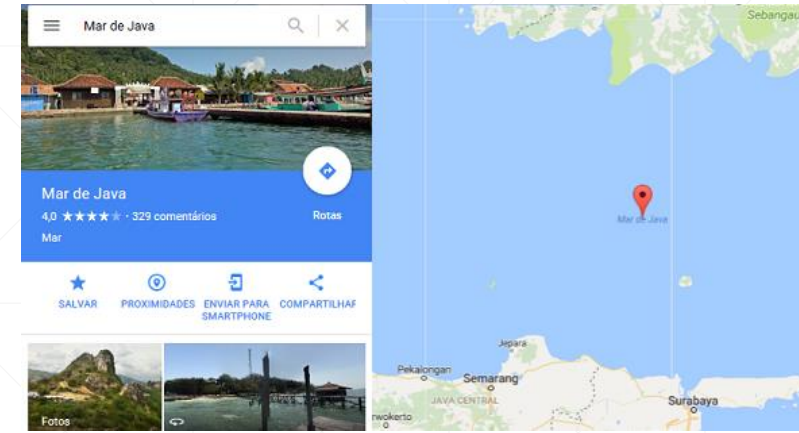 Mar de Java
Mar de Java
4,0 ★★★★★ · 329 comentários
Rotas
Mar
SALVAR
PROXIMIDADES
ENVIAR PARA
SMARTPHONE
COMPARTILHAR
Fotos
Sebangau
Mar de Java
Jepara
Pekalongan
Semarang
JAVA CENTRAL
Surabaya
rwokerto